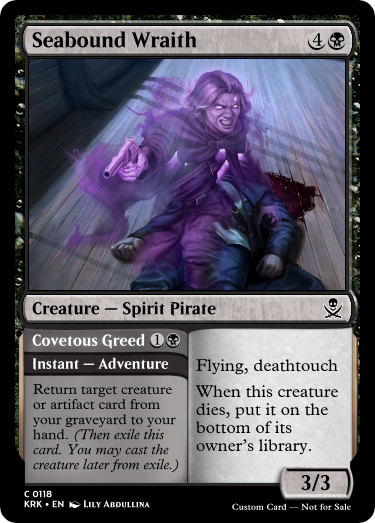 Seabound Wraith 4
Creature — Spirit Pirate
Covetous Greed 1
Instant — Adventure
Return target creature
or artifact card from
your graveyard to your
hand. (Then exile this
card. You may cast the
creature later from exile.)
Flying, deathtouch
When this creature
dies, put it on the
bottom of its
owner's library.
3/3
C 0118
KRK • EN Lily Abdullina
Custom Card — Not for Sale